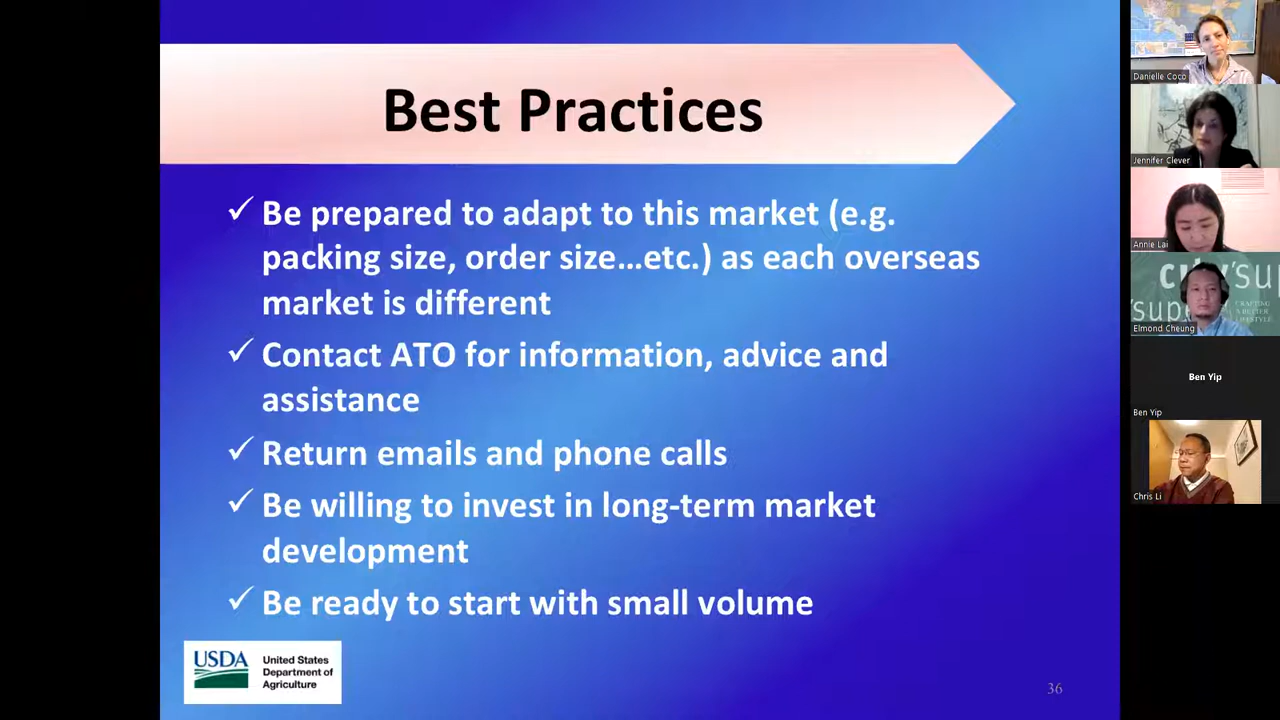 Best Practices
✓ Be prepared to adapt to this market (e.g.
packing size, order size…etc.) as each overseas
market is different
✓ Contact ATO for information, advice and
assistance
✓ Return emails and phone calls
✓ Be willing to invest in long-term market
development
✓ Be ready to start with small volume
USDA
United States
Department of
Agriculture
36
Danielle Coco
Jennifer Clever
Annie Lai
Elmond Cheung
Ben Yip
Ben Yip
Chris Li